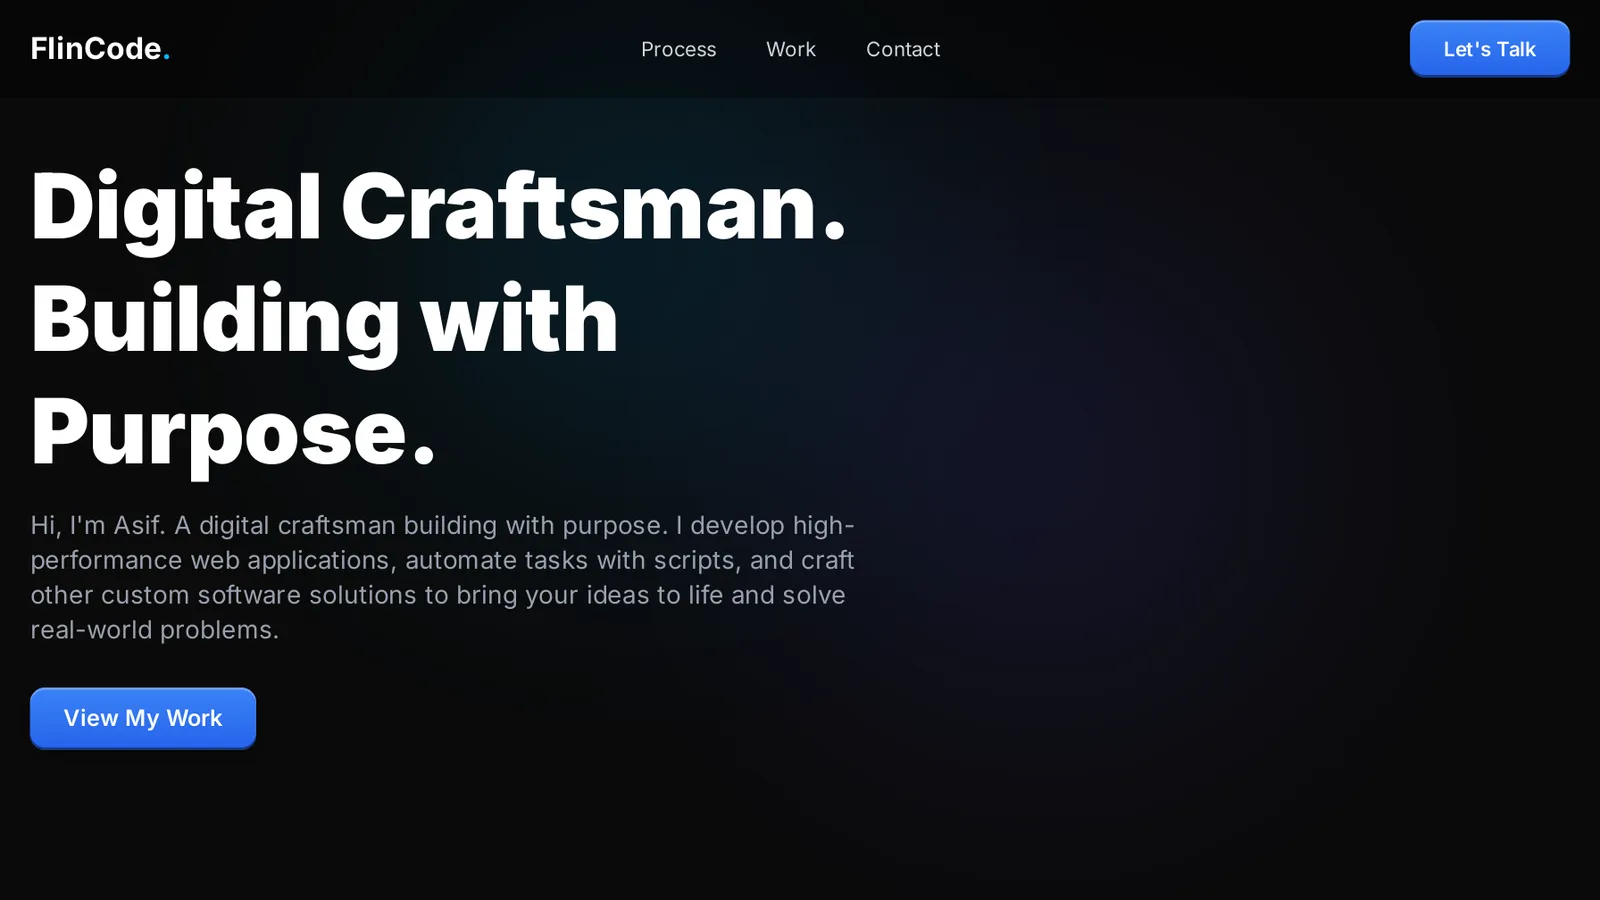 FlinCode.
Process
Work
Contact
Let's Talk
Digital Craftsman.
Building with
Purpose.
Hi, I'm Asif. A digital craftsman building with purpose. I develop high-
performance web applications, automate tasks with scripts, and craft
other custom software solutions to bring your ideas to life and solve
real-world problems.
View My Work